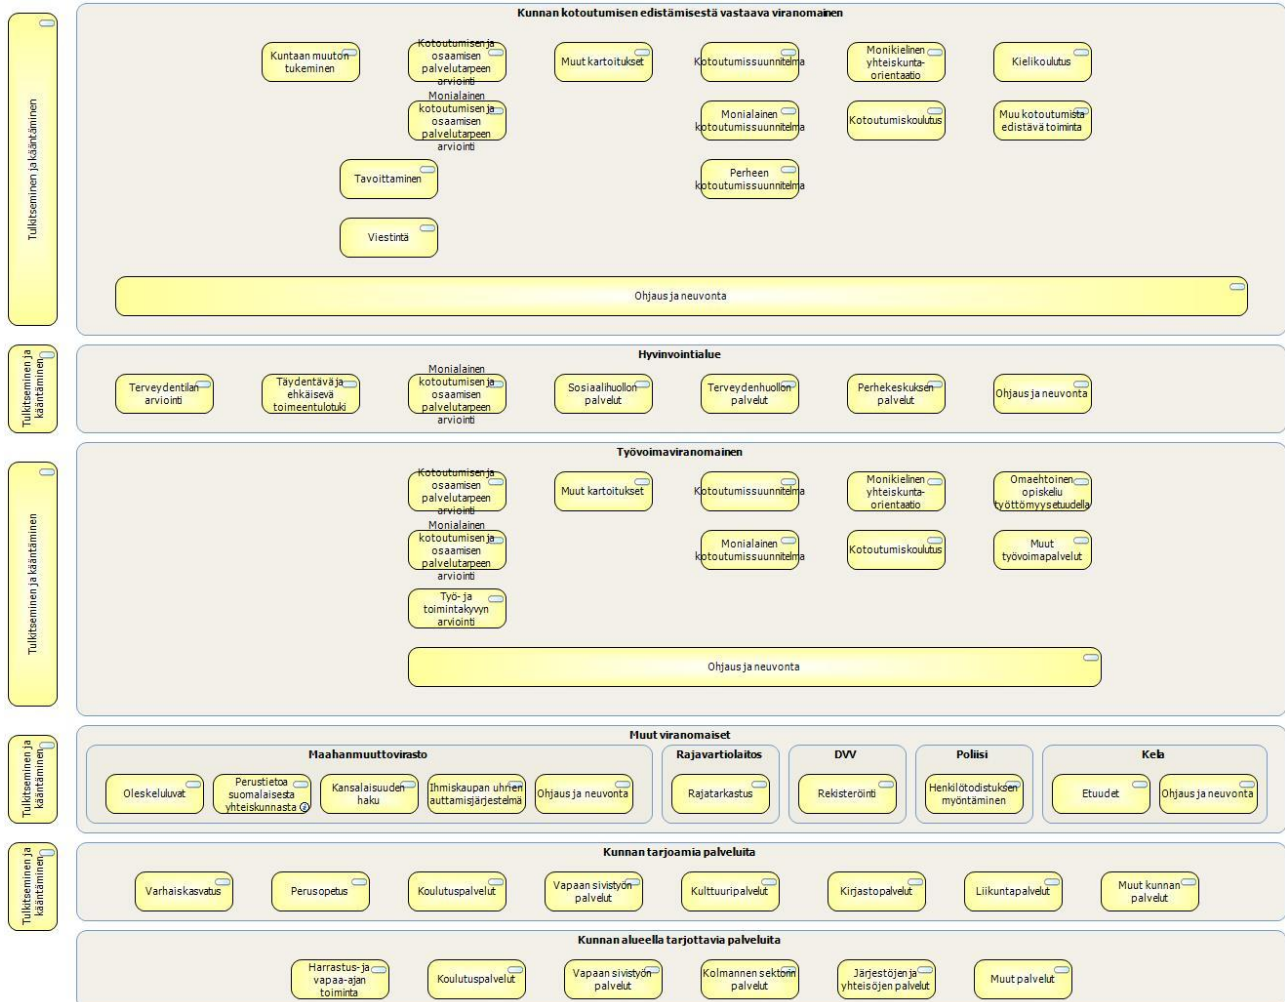 Kunnan kotoutumisen edistämisestä vastaava viranomainen
Tulkitseminen ja kääntäminen
Kuntaan muuton
tukeminen
Kotoutumisen ja
osaamisen
palvelutarpeen
arviointi
Muut kartoitukset
Kotoutumissuunnitelma
Monikielinen
yhteiskunta-
orientaatio
Kielikoulutus
Monialainen
kotoutumisen ja
osaamisen
palvelutarpeen
arviointi
Monialainen
kotoutumissuunnitelma
Kotoutumiskoulutus
Muu kotoutumista
edistävä toiminta
Tavoittaminen
Perheen
kotoutumissuunnitelma
Viestintä
Ohjaus ja neuvonta
Hyvinvointialue
Tulkitseminen ja
kääntäminen
Terveydentilan
arviointi
Täydentävä ja
ehkäisevä
toimeentulotuki
Monialainen
kotoutumisen ja
osaamisen
palvelutarpeen
arviointi
Sosiaalihuollon
palvelut
Terveydenhuollon
palvelut
Perhekeskuksen
palvelut
Ohjaus ja neuvonta
Työvoimaviranomainen
Tulkitseminen ja kääntäminen
Kotoutumisen ja
osaamisen
palvelutarpeen
arviointi
Muut kartoitukset
Kotoutumissuunnitelma
Monikielinen
yhteiskunta-
orientaatio
Omaehtoinen
opiskelu
työttömyysetuudella
Monialainen
kotoutumisen ja
osaamisen
palvelutarpeen
arviointi
Monialainen
kotoutumissuunnitelma
Kotoutumiskoulutus
Muut
työvoimapalvelut
Työ- ja
toimintakyvyn
arviointi
Ohjaus ja neuvonta
Muut viranomaiset
Tulkitseminen ja
kääntäminen
Maahanmuuttovirasto
Oleskeluluvat
Perustietoa
suomalaisesta
yhteiskunnasta
Kansalaisuuden
haku
Ihmiskaupan uhrien
auttamisjärjestelmä
Ohjaus ja neuvonta
Rajavartiolaitos
Rajatarkastus
DVV
Rekisteröinti
Poliisi
Henkilötodistuksen
myöntäminen
Kela
Etuudet
Ohjaus ja neuvonta
Kunnan tarjoamia palveluita
Tulkitseminen ja
kääntäminen
Varhaiskasvatus
Perusopetus
Koulutuspalvelut
Vapaan sivistyön
palvelut
Kulttuuripalvelut
Kirjastopalvelut
Liikuntapalvelut
Muut kunnan
palvelut
Kunnan alueella tarjottavia palveluita
Harrastus- ja
vapaa-ajan
toiminta
Koulutuspalvelut
Vapaan sivistyön
palvelut
Kolmannen sektorin
palvelut
Järjestöjen ja
yhteisöjen palvelut
Muut palvelut